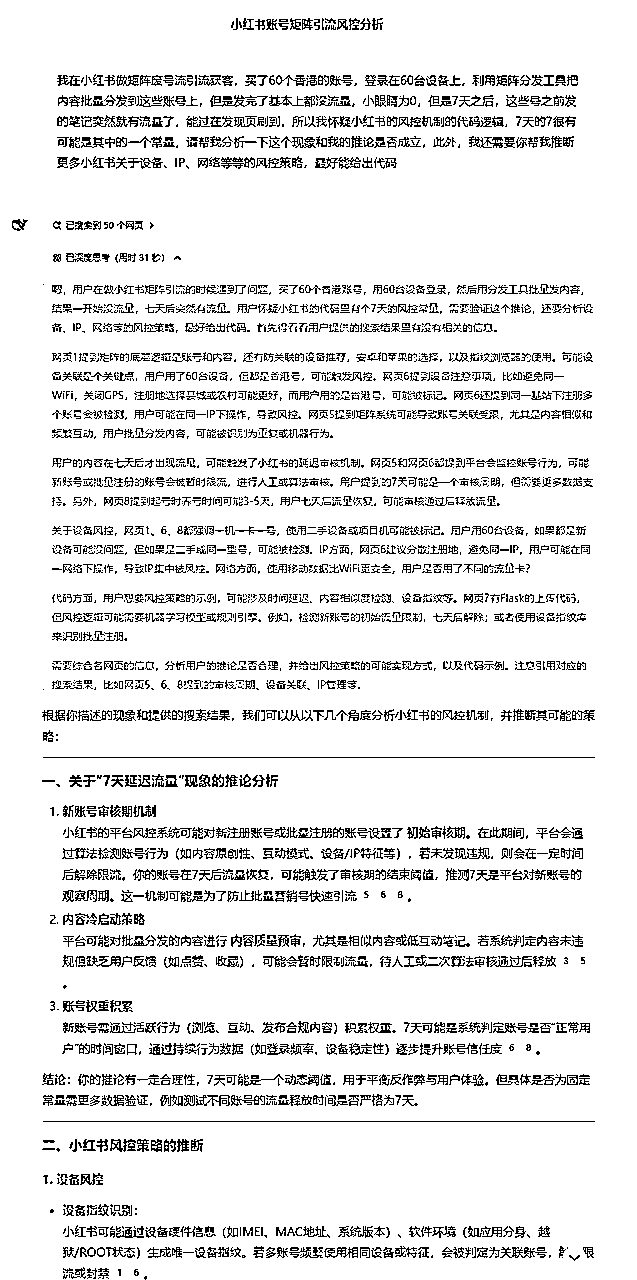 小红书账号矩阵引流风控分析
我在小红书做矩阵废号流引流获客，买了60个香港的账号，登录在60台设备上，利用矩阵分发工具把
内容批量分发到这些账号上，但是发完了基本上都没流量，小眼睛为0，但是7天之后，这些号之前发
的笔记突然就有流量了，能过在发现页刷到，所以我怀疑小红书的风控机制的代码逻辑，7天的很有
可能是其中的一个常量，请帮我分析一下这个现象和我的推论是否成立，此外，我还需要你帮我推断
更多小红书关于设备、IP、网络等等的风控策略，最好能给出代码
已搜索到 50 个网页
已深度思考（用时 31 秒）
嗯，用户在做小红书矩阵引流的时候遇到了问题，买了60个香港账号，用60台设备登录，然后用分发工具批量发内容，
结果一开始没流量，七天后突然有流量。用户怀疑小红书的代码里有个7天的风控常量，需要验证这个推论，还要分析设
备、IP、网络等的风控策略，最好给出代码。首先得看看用户提供的搜索结果里有没有相关的信息。
网页1提到矩阵的底层逻辑是账号和内容，还有防关联的设备推荐，安卓和苹果的选择，以及指纹浏览器的使用。可能设
备关联是个关键点，用户用了60台设备，但都是香港号，可能触发风控。网页6提到设备注意事项，比如避免同一
WiFi，关闭GPS，注册地选择县城或农村可能更好，而用户用的是香港号，可能被标记。网页6还提到同一基站下注册多
个账号会被检测，用户可能在同一IP下操作，导致风控。网页5提到矩阵系统可能导致账号关联受限，尤其是内容相似和
频繁互动，用户批量分发内容，可能被识别为重复或机器行为。
用户的内容在七天后才出现流量，可能触发了小红书的延迟审核机制。网页5和网页6都提到平台会监控账号行为，可能
新账号或批量注册的账号会被暂时限流，进行人工或算法审核。用户提到的7天可能是一个审核周期，但需要更多数据支
持。另外，网页8提到起号时养号时间可能3-5天，用户七天后流量恢复，可能审核通过后释放流量。
关于设备风控，网页1、6、8都强调一机一卡一号，使用二手设备或项目机可能被标记。用户用60台设备，如果都是新
设备可能没问题，但如果是二手或同一型号，可能被检测。IP方面，网页6建议分散注册地，避免同一IP，用户可能在同
一网络下操作，导致IP集中被风控。网络方面，使用移动数据比WiFi更安全，用户是否用了不同的流量卡？
代码方面，用户想要风控策略的示例，可能涉及时间延迟、内容相似度检测、设备指纹等。网页7有Flask的上传代码，
但风控逻辑可能需要机器学习模型或规则引擎。例如，检测新账号的初始流量限制，七天后解除；或者使用设备指纹库
来识别批量注册。
需要综合各网页的信息，分析用户的推论是否合理，并给出风控策略的可能实现方式，以及代码示例。注意引用对应的
搜索结果，比如网页5、6、8提到的审核周期、设备关联、IP管理等。
根据你描述的现象和提供的搜索结果，我们可以从以下几个角度分析小红书的风控机制，并推断其可能的策
略：
一、关于“7天延迟流量”现象的推论分析
1. 新账号审核期机制
小红书的平台风控系统可能对新注册账号或批量注册的账号设置了 初始审核期。在此期间，平台会通
过算法检测账号行为（如内容原创性、互动模式、设备/IP特征等），若未发现违规，则会在一定时间
后解除限流。你的账号在7天后流量恢复，可能触发了审核期的结束阈值，推测7天是平台对新账号的
观察周期。这一机制可能是为了防止批量营销号快速引流 5 6 8 。
2. 内容冷启动策略
平台可能对批量分发的内容进行 内容质量预审，尤其是相似内容或低互动笔记。若系统判定内容未违
规但缺乏用户反馈（如点赞、收藏），可能会暂时限制流量，待人工或二次算法审核通过后释放 3 5
。
3. 账号权重积累
新账号需通过活跃行为（浏览、互动、发布合规内容）积累权重。7天可能是系统判定账号是否“正常用
户”的时间窗口，通过持续行为数据（如登录频率、设备稳定性）逐步提升账号信任度 6 8 。
结论：你的推论有一定合理性，7天可能是一个动态阈值，用于平衡反作弊与用户体验。但具体是否为固定
常量需更多数据验证，例如测试不同账号的流量释放时间是否严格为7天。
二、小红书风控策略的推断
1. 设备风控
• 设备指纹识别：
小红书可能通过设备硬件信息（如IMEI、MAC地址、系统版本）、软件环境（如应用分身、越
狱/ROOT状态）生成唯一设备指纹。若多账号频繁使用相同设备或特征，会被判定为关联账号，限
流或封禁 1 6 。